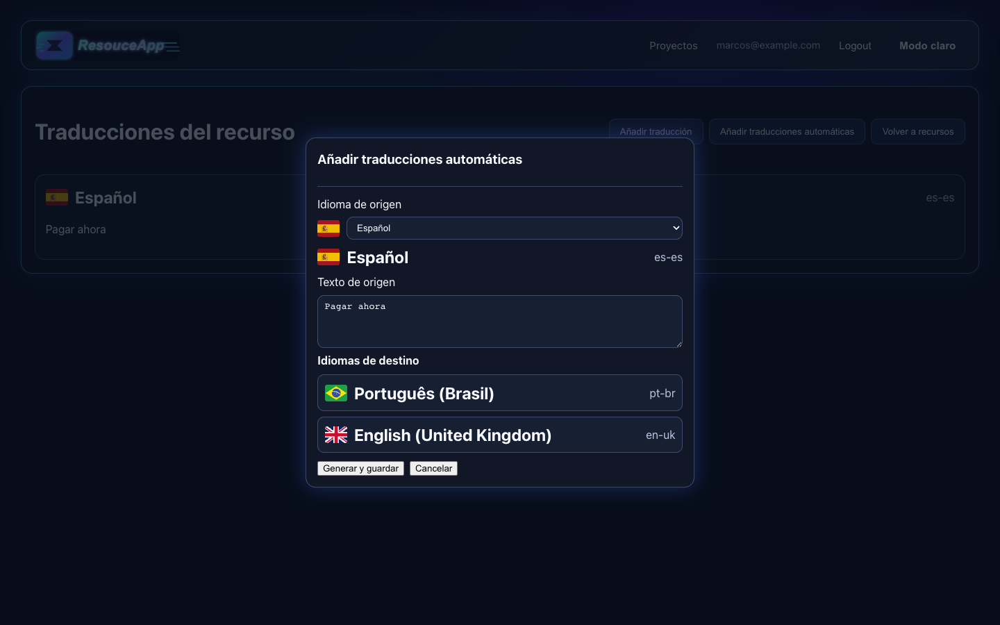 ResouceApp
Proyectos marcos@example.com Logout Modo claro
Traducciones del recurso
Añadir traducción Añadir traducciones automáticas Volver a recursos
Español es-es
Pagar ahora
Añadir traducciones automáticas
Idioma de origen
Español
Español es-es
Texto de origen
Pagar ahora
Idiomas de destino
Português (Brasil) pt-br
English (United Kingdom) en-uk
Generar y guardar Cancelar